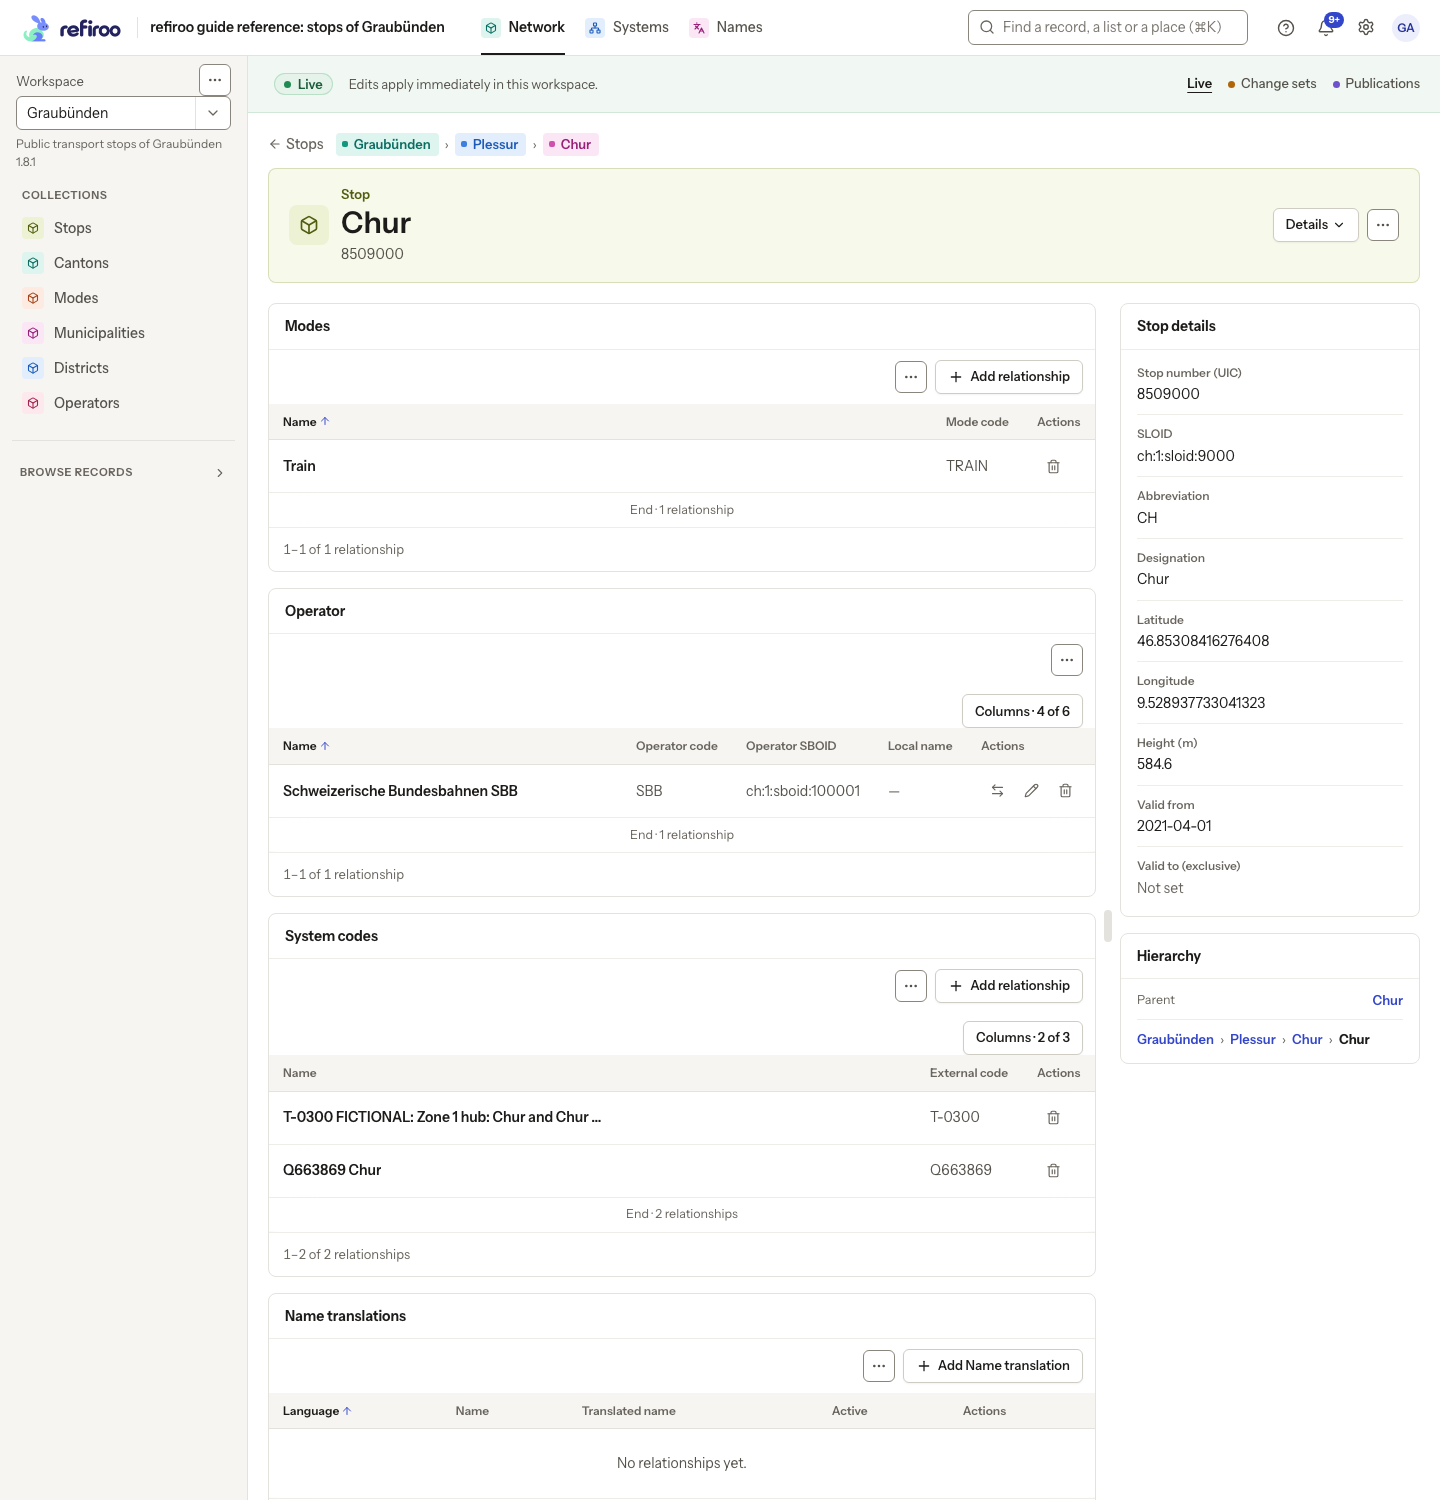 refiroo
refiroo guide reference: stops of Graubünden
Network
Systems
Names
Find a record, a list or a place (⌘K)
9+
GA
Workspace
Graubünden
Public transport stops of Graubünden
1.8.1
COLLECTIONS
Stops
Cantons
Modes
Municipalities
Districts
Operators
BROWSE RECORDS
Live
Edits apply immediately in this workspace.
Live
Change sets
Publications
← Stops
Graubünden › Plessur › Chur
Stop
Chur
8509000
Details
Modes
Add relationship
Name ↑ Mode code Actions
Train TRAIN
End · 1 relationship
1–1 of 1 relationship
Operator
Columns · 4 of 6
Name ↑ Operator code Operator SBOID Local name Actions
Schweizerische Bundesbahnen SBB SBB ch:1:sboid:100001 —
End · 1 relationship
1–1 of 1 relationship
System codes
Add relationship
Columns · 2 of 3
Name External code Actions
T-0300 FICTIONAL: Zone 1 hub: Chur and Chur ... T-0300
Q663869 Chur Q663869
End · 2 relationships
1–2 of 2 relationships
Name translations
Add Name translation
Language ↑ Name Translated name Active Actions
No relationships yet.
Stop details
Stop number (UIC)
8509000
SLOID
ch:1:sloid:9000
Abbreviation
CH
Designation
Chur
Latitude
46.85308416276408
Longitude
9.528937733041323
Height (m)
584.6
Valid from
2021-04-01
Valid to (exclusive)
Not set
Hierarchy
Parent Chur
Graubünden › Plessur › Chur › Chur